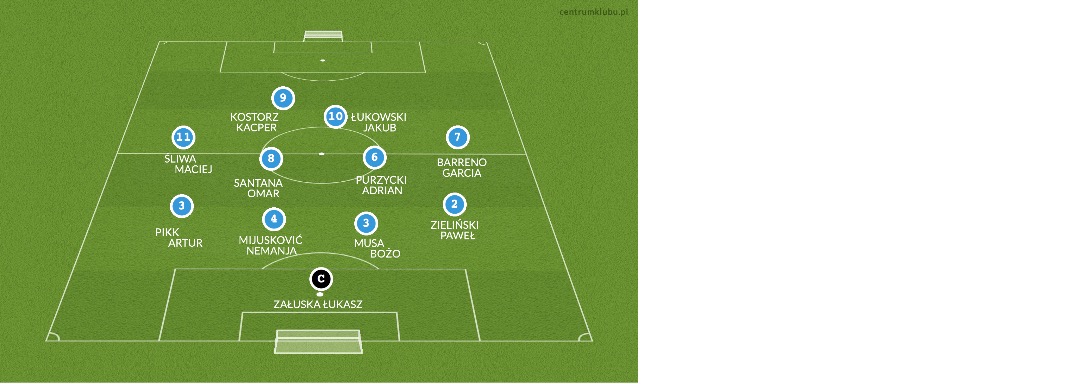 centrumklubu.pl
9
KOSTORZ
KACPER
10 ŁUKOWSKI
JAKUB
11
SLIWA
MACIEJ
7
BARRENO
GARCIA
8
SANTANA
OMAR
6
PURZYCKI
ADRIAN
3
PIKK
ARTUR
4
MIJUSKOVIĆ
NEMANJA
3
MUSA
BOŻO
2
ZIELIŃSKI
PAWEŁ
C
ZAŁUSKA ŁUKASZ